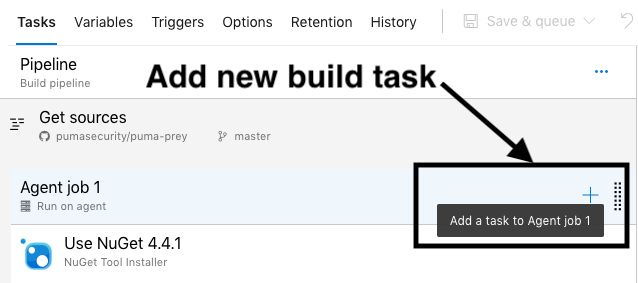 Tasks Variables Triggers Options Retention History Save & queue
Pipeline
Build pipeline
Add new build task
Get sources
pumasecurity/puma-prey master
Agent job 1
Run on agent
Add a task to Agent job 1
Use NuGet 4.4.1
NuGet Tool Installer